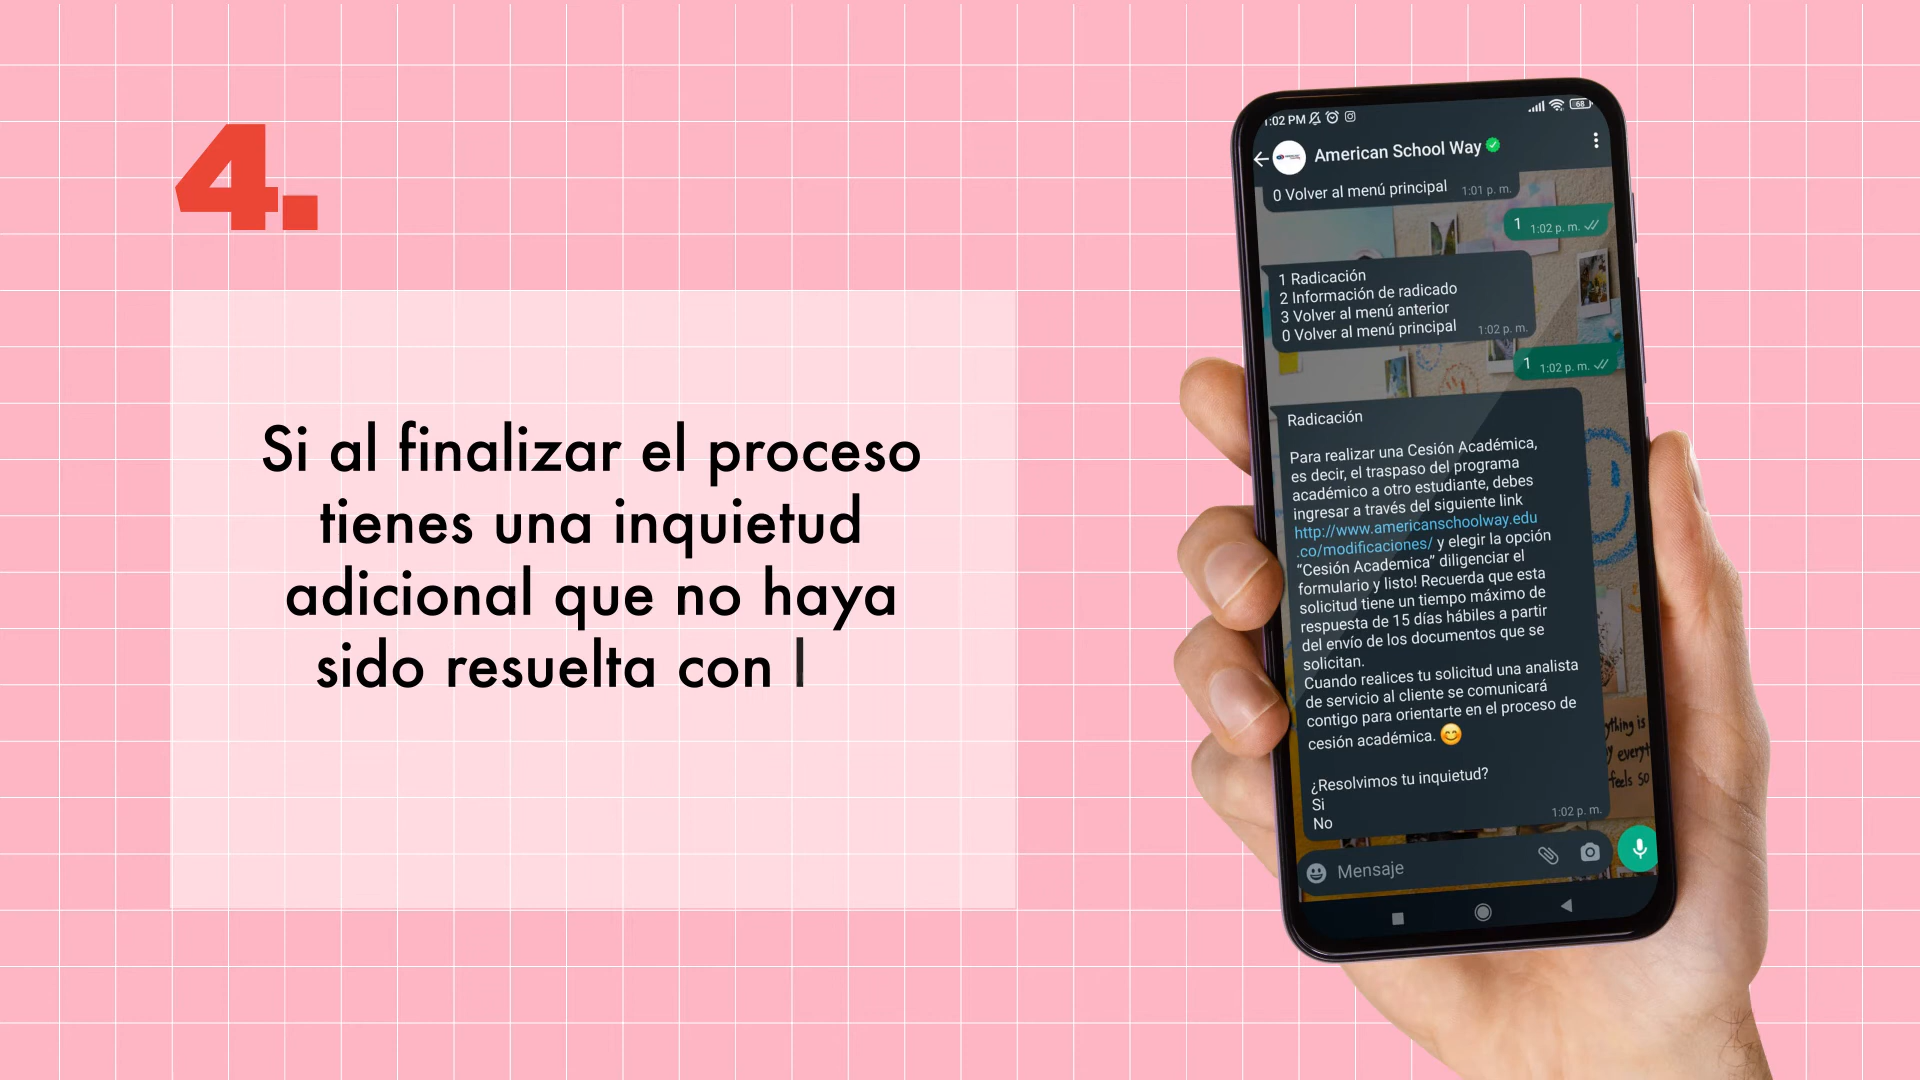 4.
Si al finalizar el proceso
tienes una inquietud
adicional que no haya
sido resuelta con l
1:02 PM
68
American School Way
0 Volver al menú principal 1:01 p. m.
1 1:02 p. m.
1 Radicación
2 Información de radicado
3 Volver al menú anterior
0 Volver al menú principal 1:02 p. m.
1 1:02 p. m.
Radicación
Para realizar una Cesión Académica,
es decir, el traspaso del programa
académico a otro estudiante, debes
ingresar a través del siguiente link
http://www.americanschoolway.edu
.co/modificaciones/ y elegir la opción
“Cesión Academica” diligenciar el
formulario y listo! Recuerda que esta
solicitud tiene un tiempo máximo de
respuesta de 15 días hábiles a partir
del envío de los documentos que se
solicitan.
Cuando realices tu solicitud una analista
de servicio al cliente se comunicará
contigo para orientarte en el proceso de
cesión académica. 😊
¿Resolvimos tu inquietud?
Si
No
1:02 p. m.
Mensaje